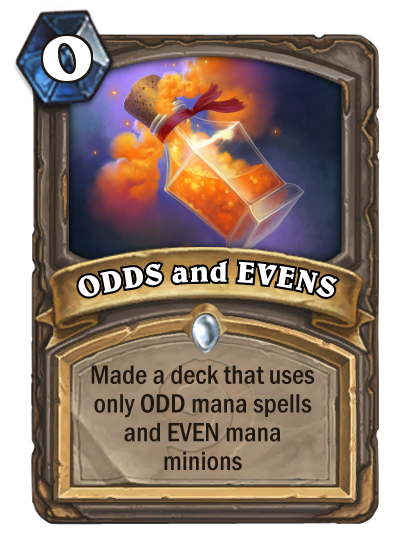 0
ODDS and EVENS
Made a deck that uses
only ODD mana spells
and EVEN mana
minions